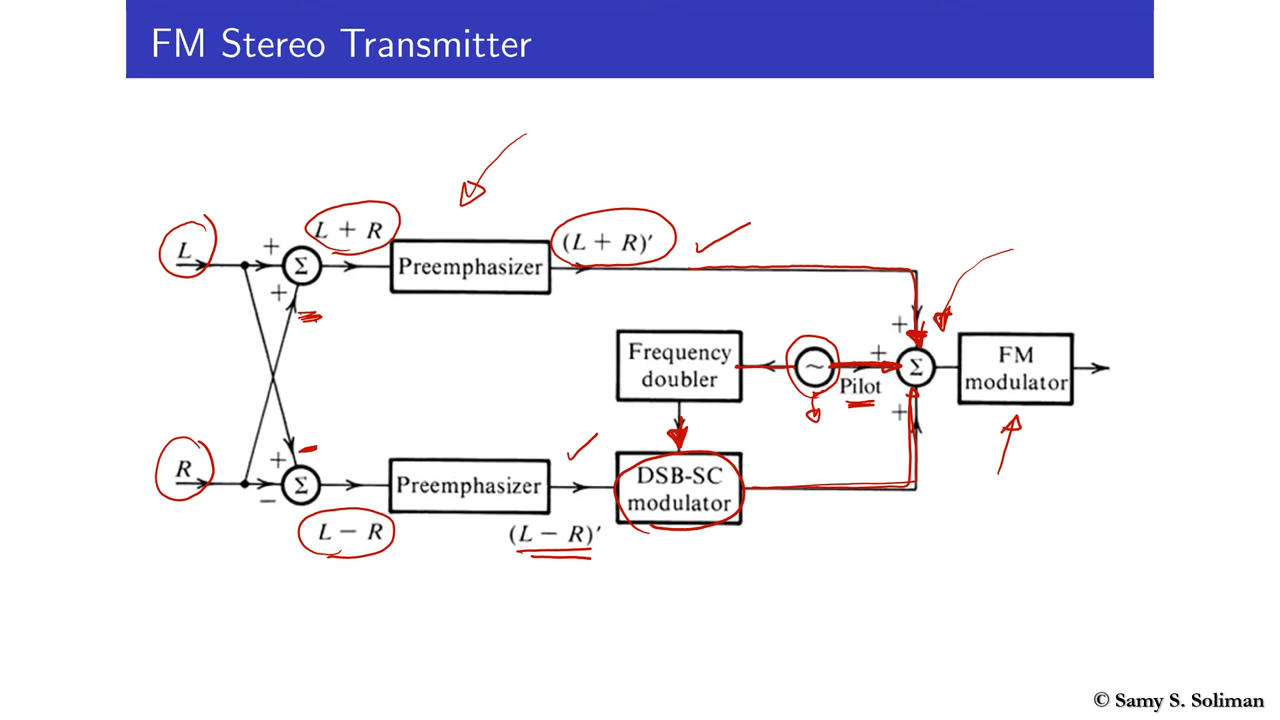 FM Stereo Transmitter
L
+
Σ
+
L + R
Preemphasizer
(L + R)′
Frequency
doubler
~
Pilot
+
+
Σ
+
FM
modulator
R
+
Σ
−
L − R
Preemphasizer
(L − R)′
DSB-SC
modulator
© Samy S. Soliman